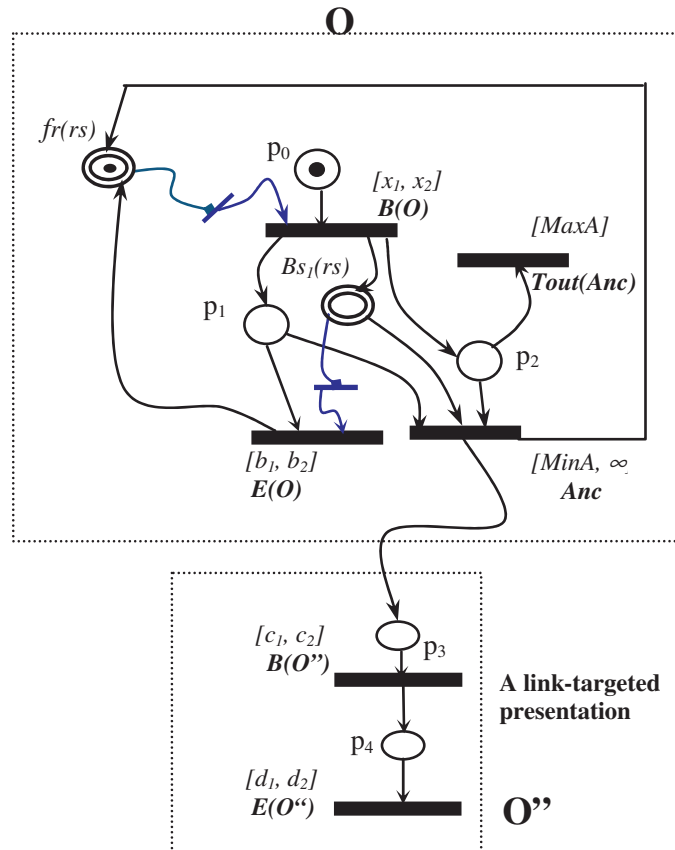 O
fr(rs)
p0
[x1, x2]
B(O)
[MaxA]
Tout(Anc)
Bs1(rs)
p1
p2
[b1, b2]
E(O)
[MinA, ∞
Anc
[c1, c2]
B(O”)
p3
A link-targeted
presentation
p4
[d1, d2]
E(O“)
O”